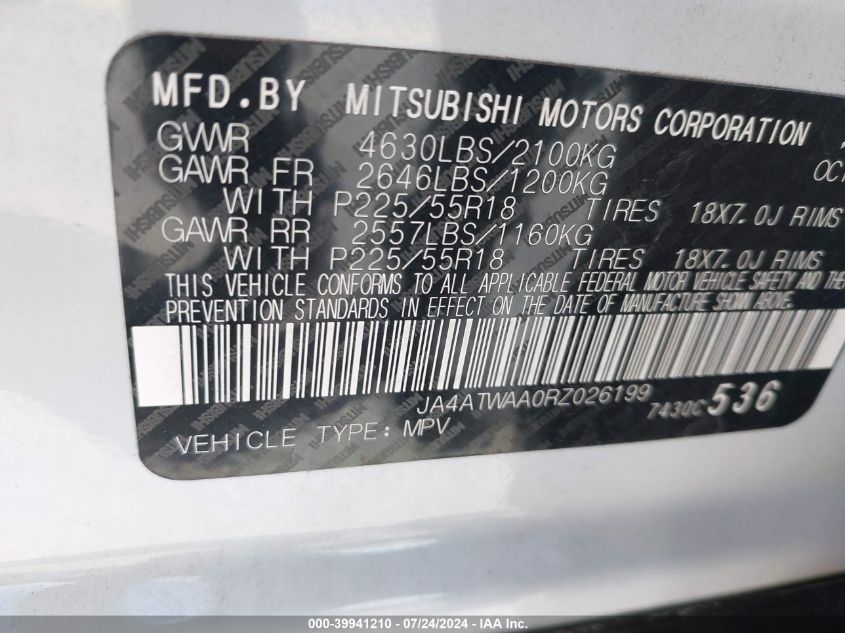 MFD.BY MITSUBISHI MOTORS CORPORATION
GVWR 4630LBS/2100KG OCT
GAWR FR 2646LBS/1200KG
WITH P225/55R18 TIRES 18X7.0J RIMS
GAWR RR 2557LBS/1160KG
WITH P225/55R18 TIRES 18X7.0J RIMS
THIS VEHICLE CONFORMS TO ALL APPLICABLE FEDERAL MOTOR VEHICLE SAFETY AND THE
PREVENTION STANDARDS IN EFFECT ON THE DATE OF MANUFACTURE SHOWN ABOVE.
JA4ATWAA0RZ026199 7430C 536
VEHICLE TYPE: MPV
000-39941210 - 07/24/2024 - © IAA Inc.